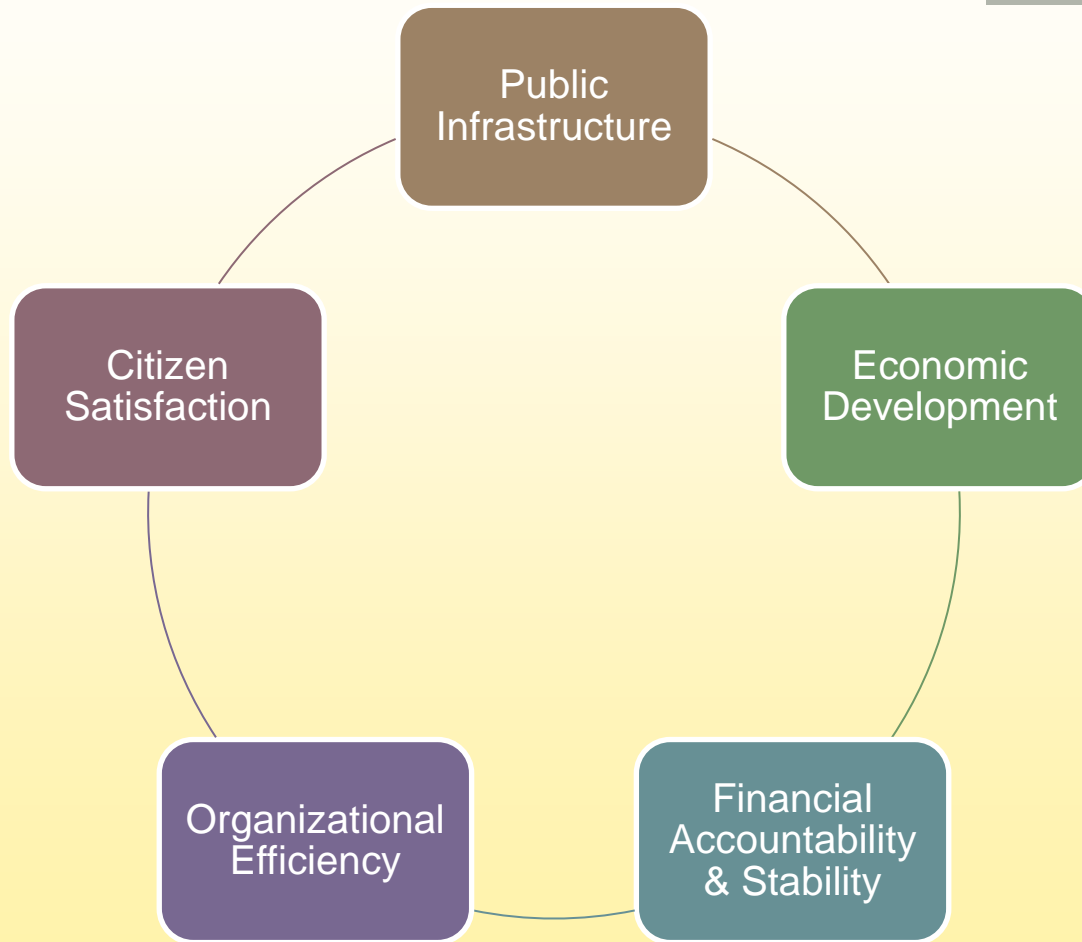 Public
Infrastructure
Economic
Development
Financial
Accountability
& Stability
Organizational
Efficiency
Citizen
Satisfaction